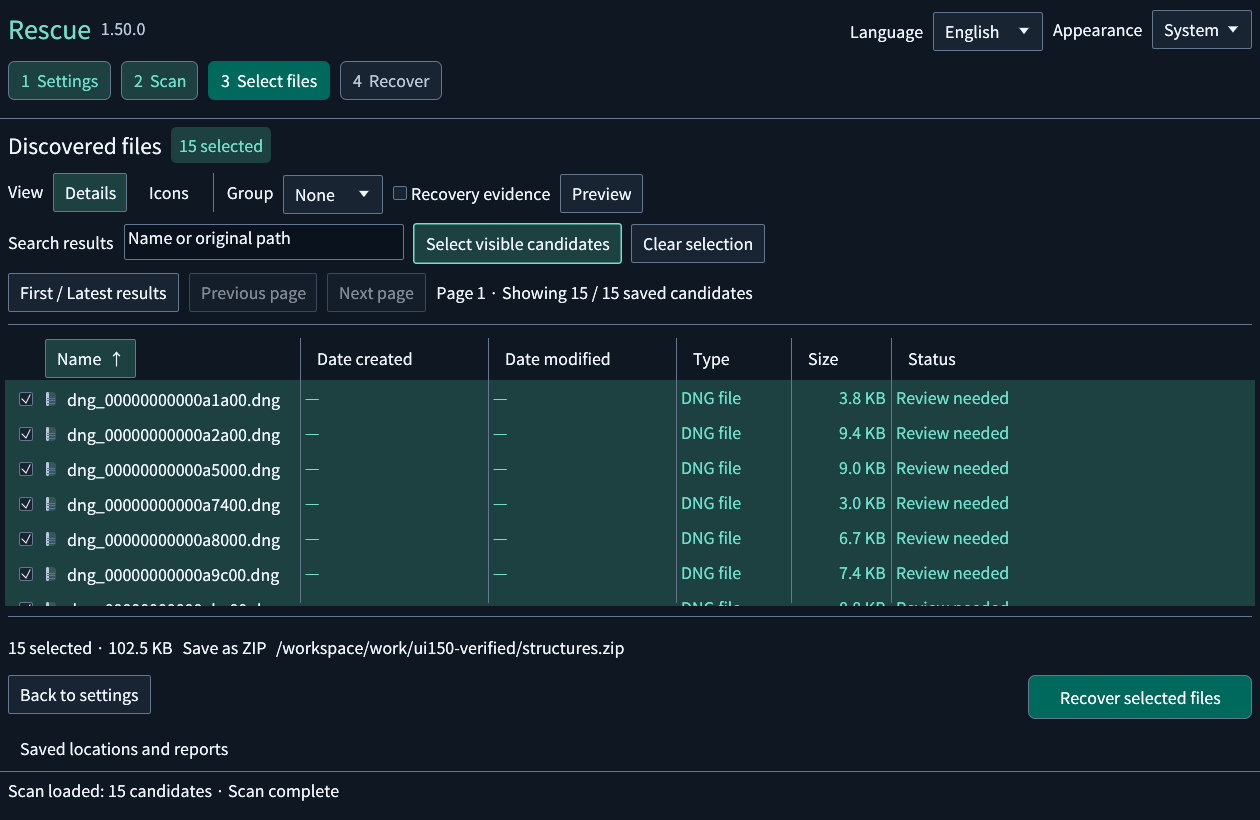 Rescue 1.50.0 Language English Appearance System
1 Settings 2 Scan 3 Select files 4 Recover
Discovered files 15 selected
View Details Icons Group None Recovery evidence Preview
Search results Name or original path Select visible candidates Clear selection
First / Latest results Previous page Next page Page 1 · Showing 15 / 15 saved candidates
Name ↑ Date created Date modified Type Size Status
dng_00000000000a1a00.dng — — DNG file 3.8 KB Review needed
dng_00000000000a2a00.dng — — DNG file 9.4 KB Review needed
dng_00000000000a5000.dng — — DNG file 9.0 KB Review needed
dng_00000000000a7400.dng — — DNG file 3.0 KB Review needed
dng_00000000000a8000.dng — — DNG file 6.7 KB Review needed
dng_00000000000a9c00.dng — — DNG file 7.4 KB Review needed
15 selected · 102.5 KB Save as ZIP /workspace/work/ui150-verified/structures.zip
Back to settings Recover selected files
Saved locations and reports
Scan loaded: 15 candidates · Scan complete